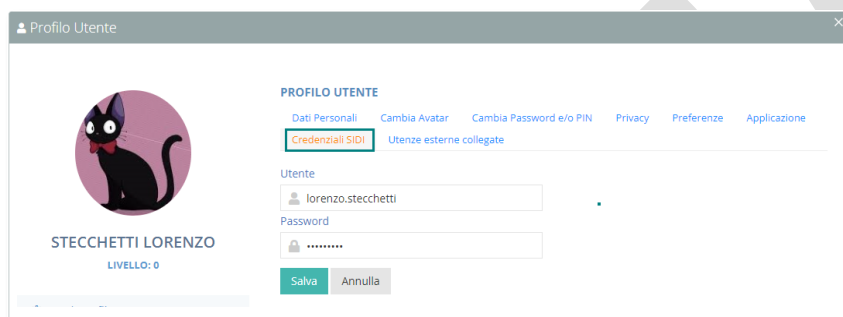 Profilo Utente ×
PROFILO UTENTE
Dati Personali Cambia Avatar Cambia Password e/o PIN Privacy Preferenze Applicazione
Credenziali SIDI Utenze esterne collegate
Utente
lorenzo.stecchetti
Password
•••••••••
Salva Annulla
STECCHETTI LORENZO
LIVELLO: 0